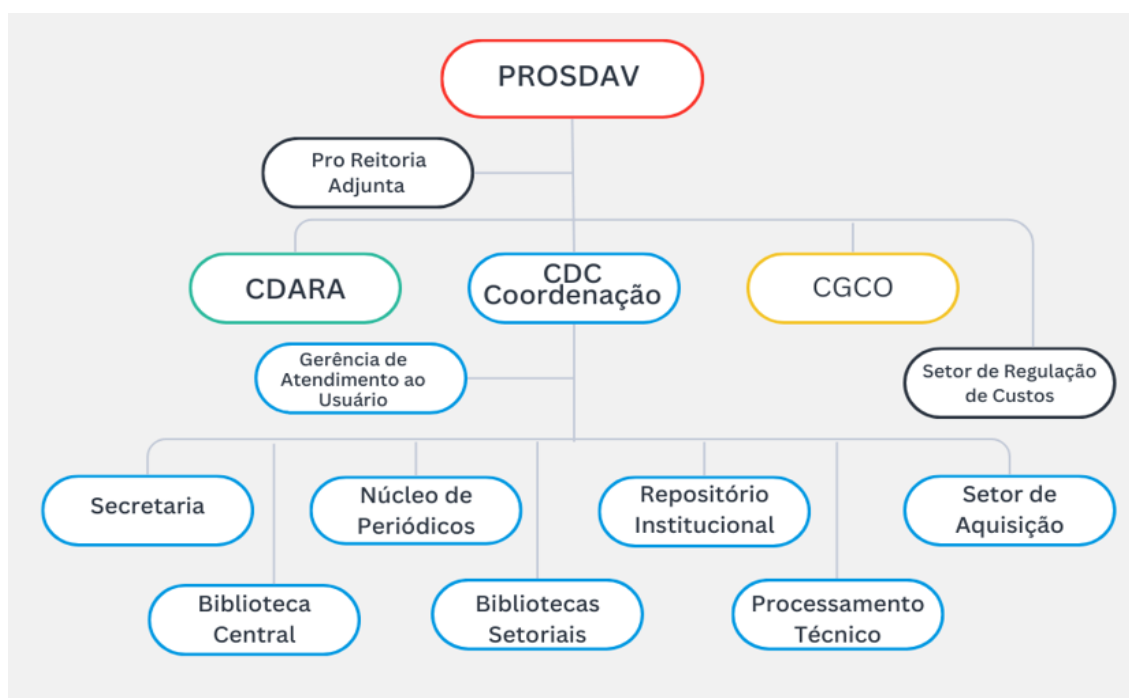 PROSDAV
Pro Reitoria
Adjunta
CDARA
CDC
Coordenação
CGCO
Gerência de
Atendimento ao
Usuário
Setor de Regulação
de Custos
Secretaria
Núcleo de
Periódicos
Repositório
Institucional
Setor de
Aquisição
Biblioteca
Central
Bibliotecas
Setoriais
Processamento
Técnico